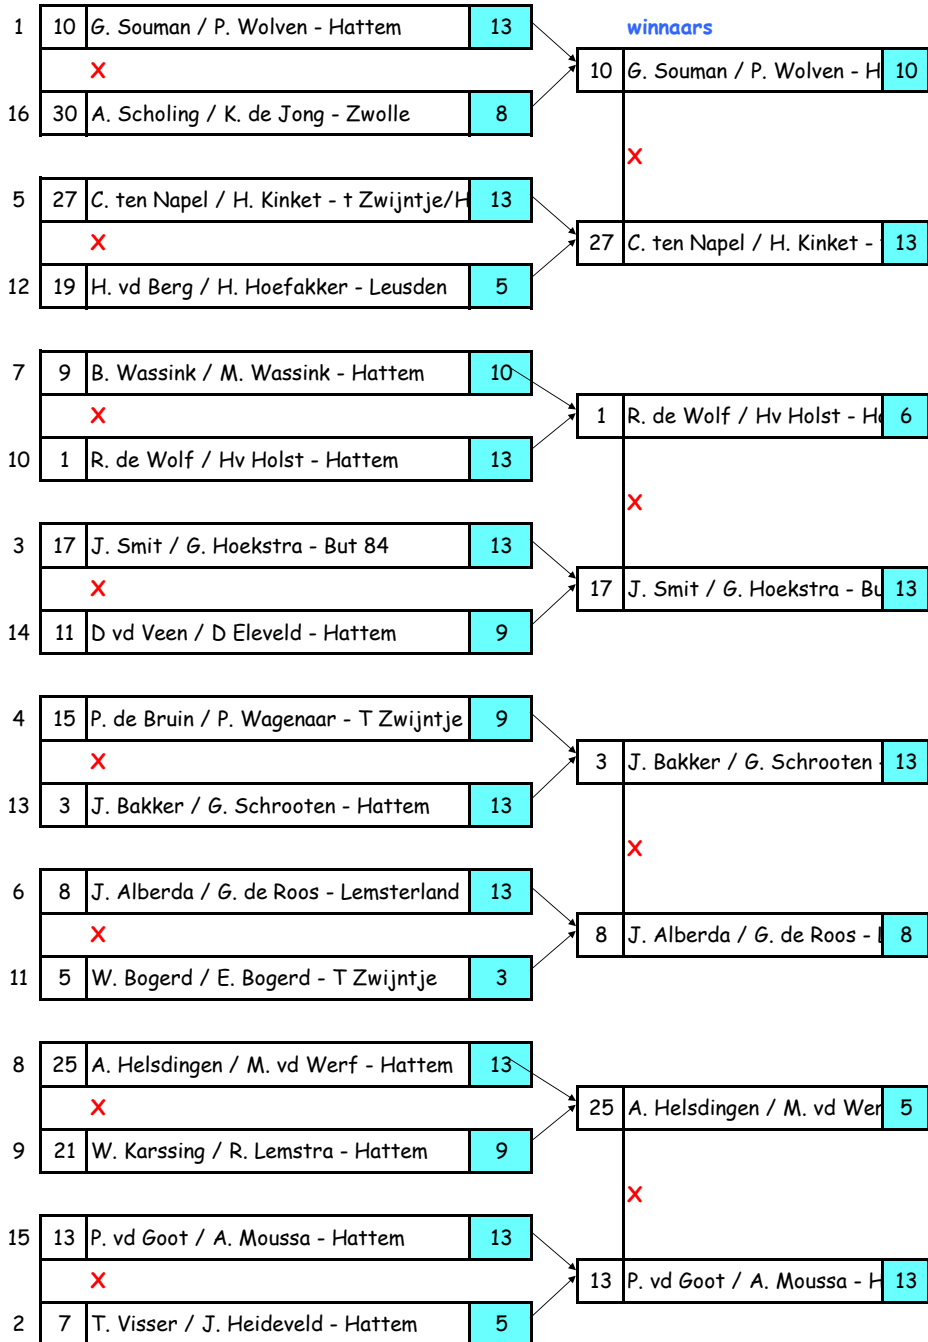 1 10 G. Souman / P. Wolven - Hattem 13
winnaars
X
10 G. Souman / P. Wolven - H 10
16 30 A. Scholing / K. de Jong - Zwolle 8
X
5 27 C. ten Napel / H. Kinket - t Zwijntje/H 13
X
27 C. ten Napel / H. Kinket - 13
12 19 H. vd Berg / H. Hoefakker - Leusden 5
7 9 B. Wassink / M. Wassink - Hattem 10
X
1 R. de Wolf / Hv Holst - Ha 6
10 1 R. de Wolf / Hv Holst - Hattem 13
X
3 17 J. Smit / G. Hoekstra - But 84 13
X
17 J. Smit / G. Hoekstra - Bu 13
14 11 D vd Veen / D Eleveld - Hattem 9
4 15 P. de Bruin / P. Wagenaar - T Zwijntje 9
X
3 J. Bakker / G. Schrooten - 13
13 3 J. Bakker / G. Schrooten - Hattem 13
X
6 8 J. Alberda / G. de Roos - Lemsterland 13
X
8 J. Alberda / G. de Roos - L 8
11 5 W. Bogerd / E. Bogerd - T Zwijntje 3
8 25 A. Helsdingen / M. vd Werf - Hattem 13
X
25 A. Helsdingen / M. vd Wer 5
9 21 W. Karssing / R. Lemstra - Hattem 9
X
15 13 P. vd Goot / A. Moussa - Hattem 13
X
13 P. vd Goot / A. Moussa - H 13
2 7 T. Visser / J. Heideveld - Hattem 5